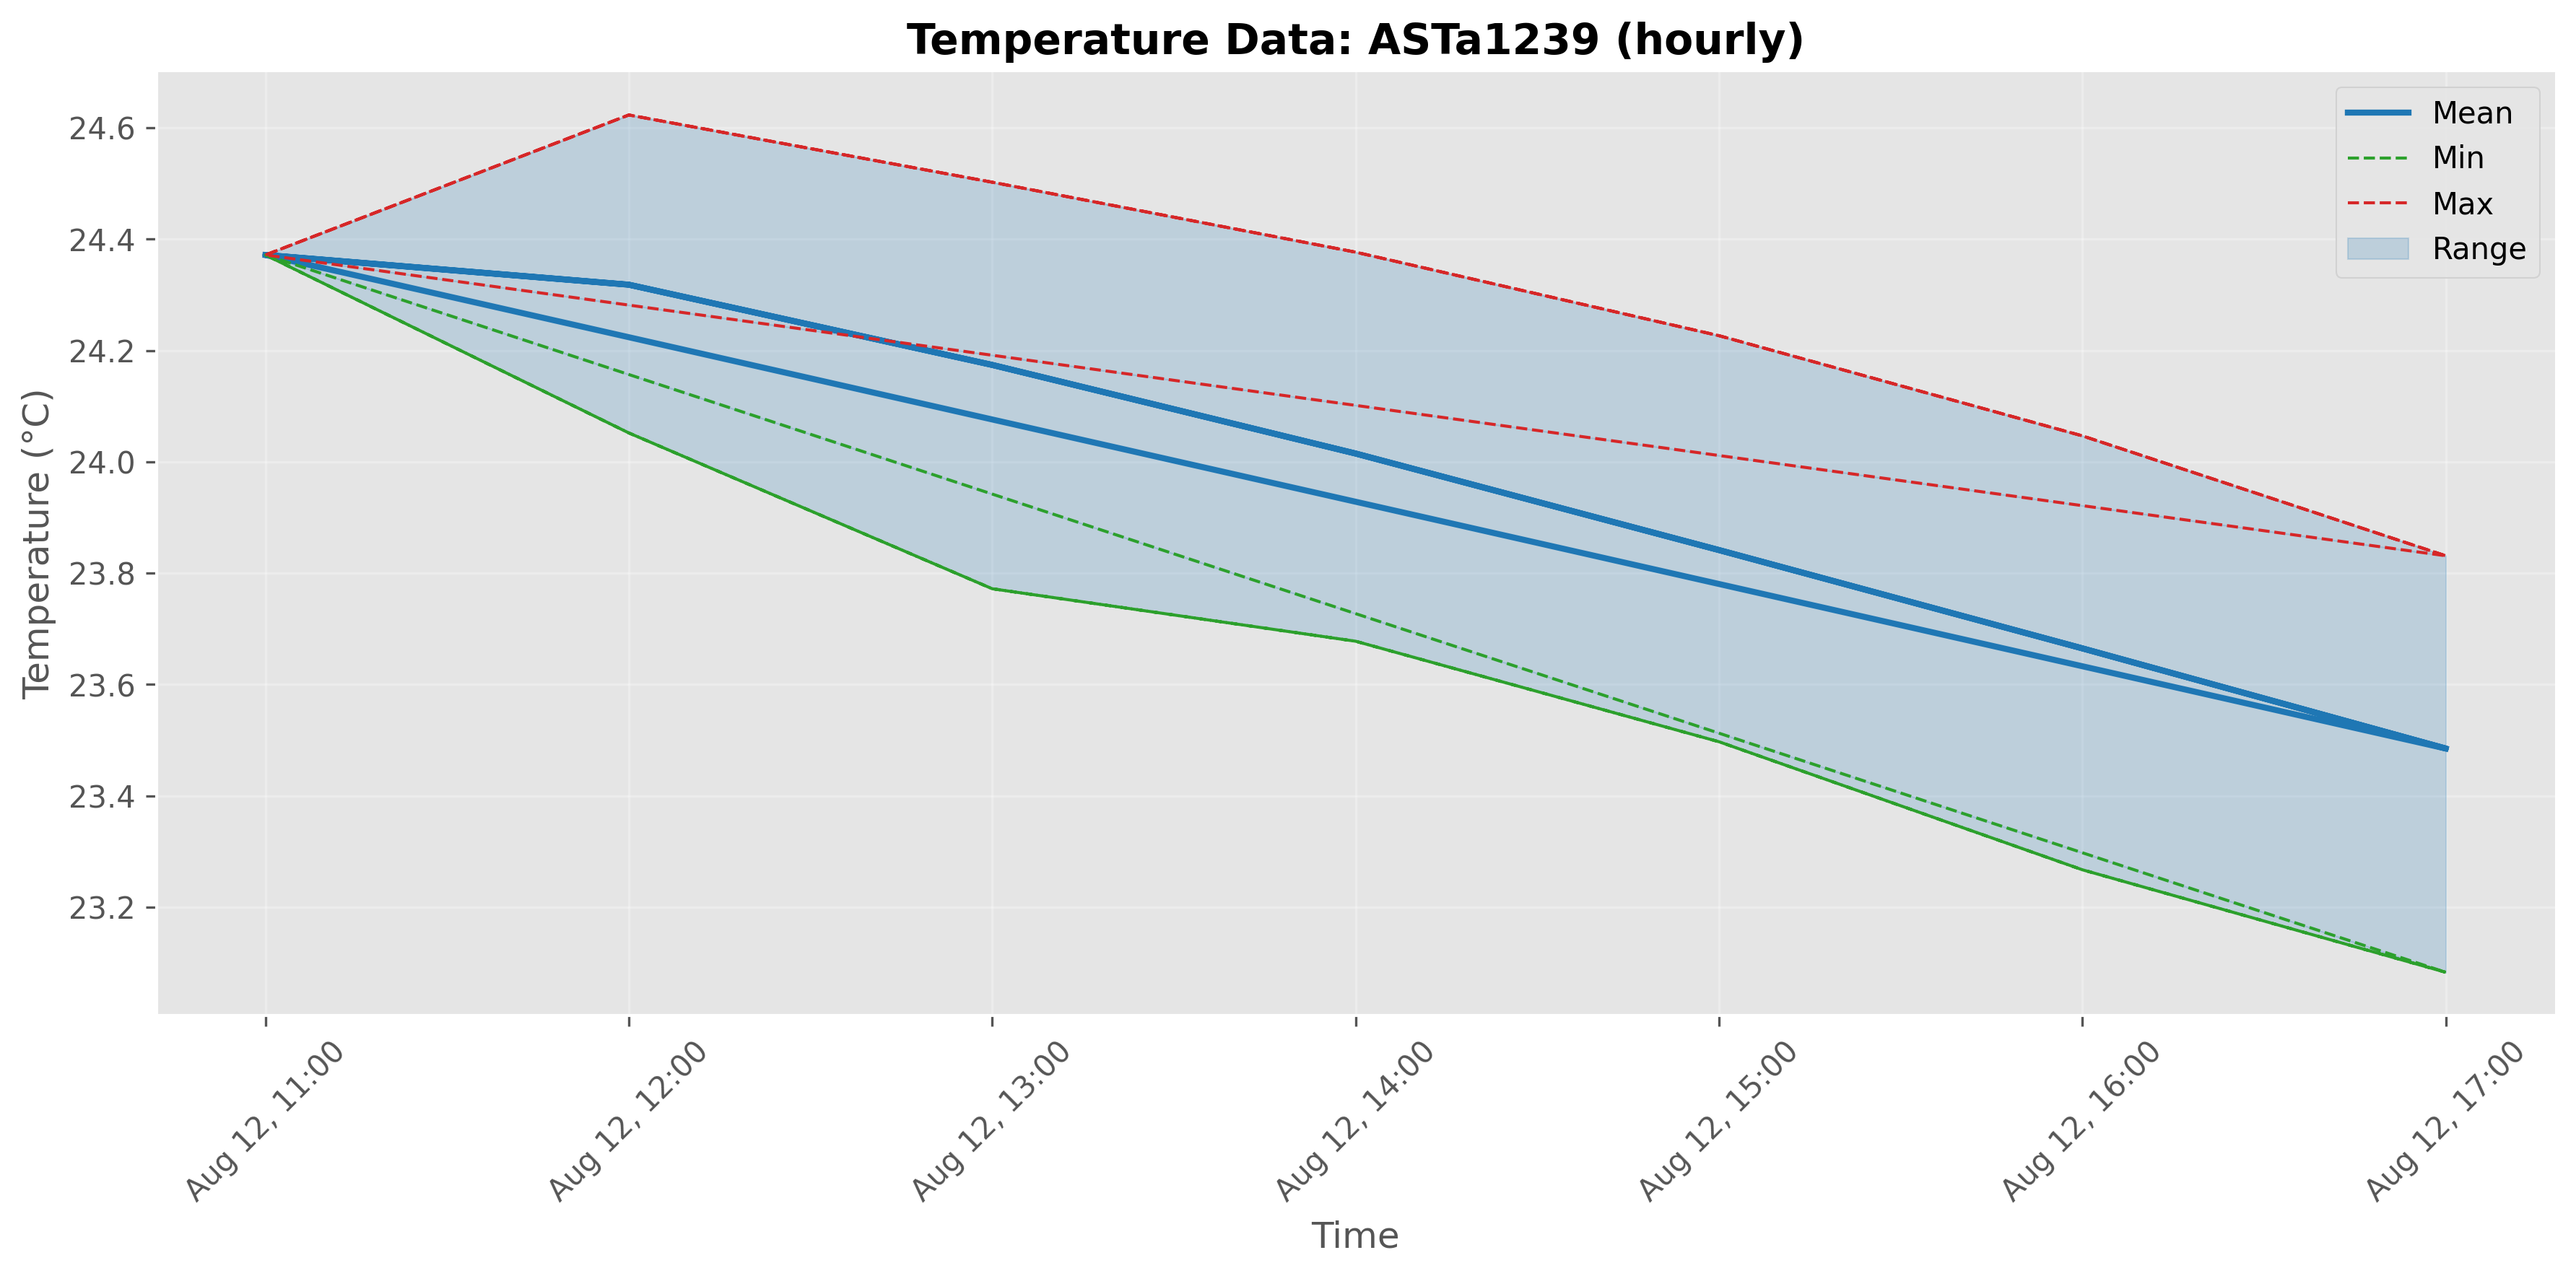 Temperature Data: ASTa1239 (hourly)
Mean
Min
Max
Range
Temperature (°C)
24.6
24.4
24.2
24.0
23.8
23.6
23.4
23.2
Aug 12, 11:00
Aug 12, 12:00
Aug 12, 13:00
Aug 12, 14:00
Aug 12, 15:00
Aug 12, 16:00
Aug 12, 17:00
Time